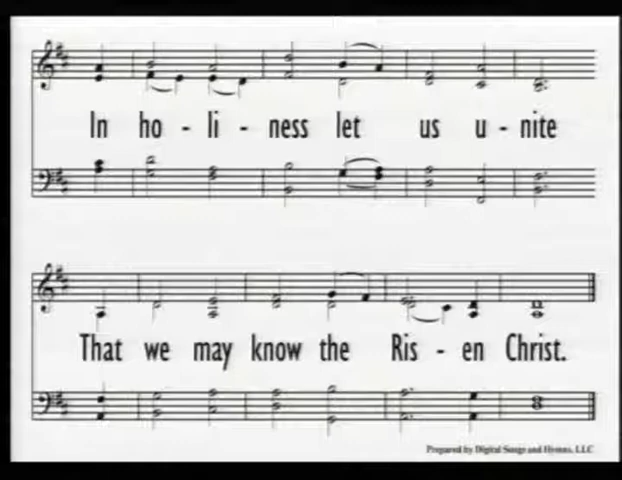 In ho - li - ness let us u - nite
That we may know the Ris - en Christ.
Prepared by Digital Songs and Hymns, LLC